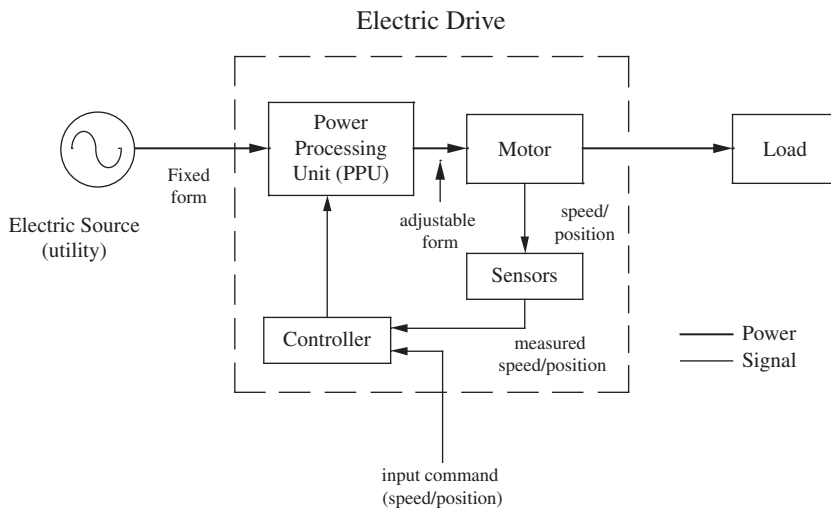 Electric Drive
Power
Processing
Unit (PPU)
Motor
Load
Fixed
form
adjustable
form
speed/
position
Electric Source
(utility)
Sensors
Controller
measured
speed/position
Power
Signal
input command
(speed/position)